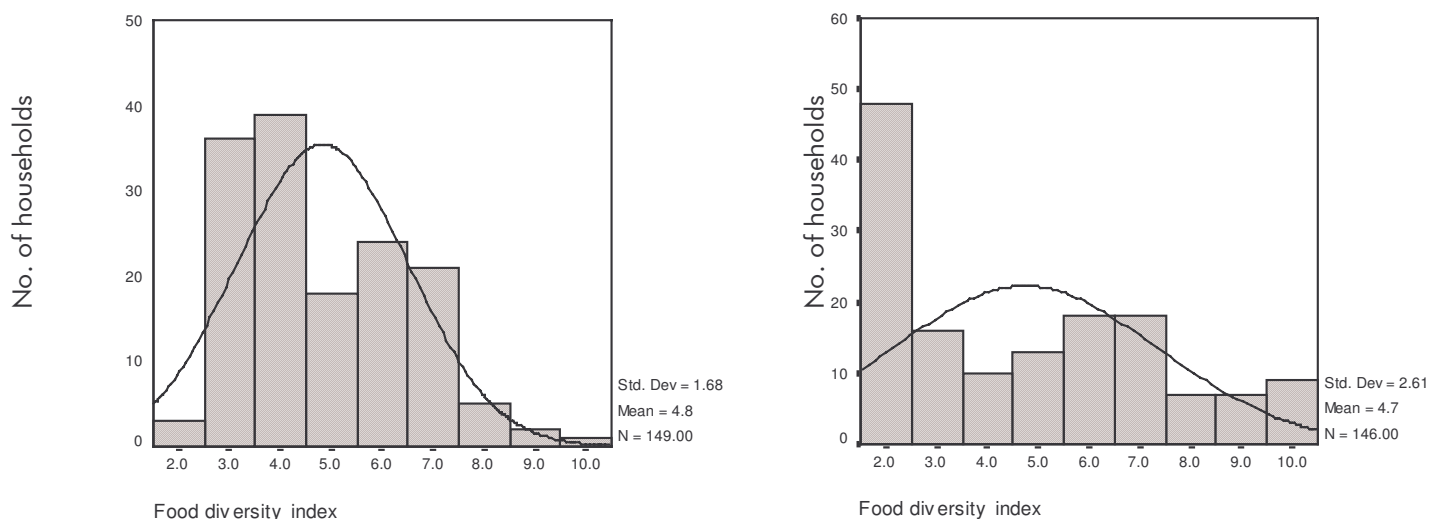 50
40
30
20
10
0
No. of households
2.0 3.0 4.0 5.0 6.0 7.0 8.0 9.0 10.0
Food diversity index
Std. Dev = 1.68
Mean = 4.8
N = 149.00
60
50
40
30
20
10
0
No. of households
2.0 3.0 4.0 5.0 6.0 7.0 8.0 9.0 10.0
Food diversity index
Std. Dev = 2.61
Mean = 4.7
N = 146.00